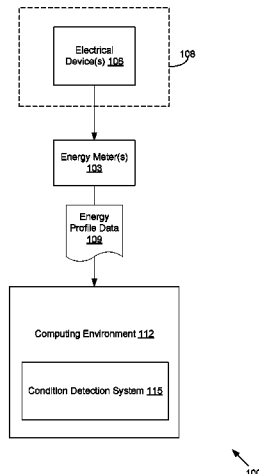 Electrical
Device(s) 106
108
Energy Meter(s)
103
Energy
Profile Data
109
Computing Environment 112
Condition Detection System 115
100